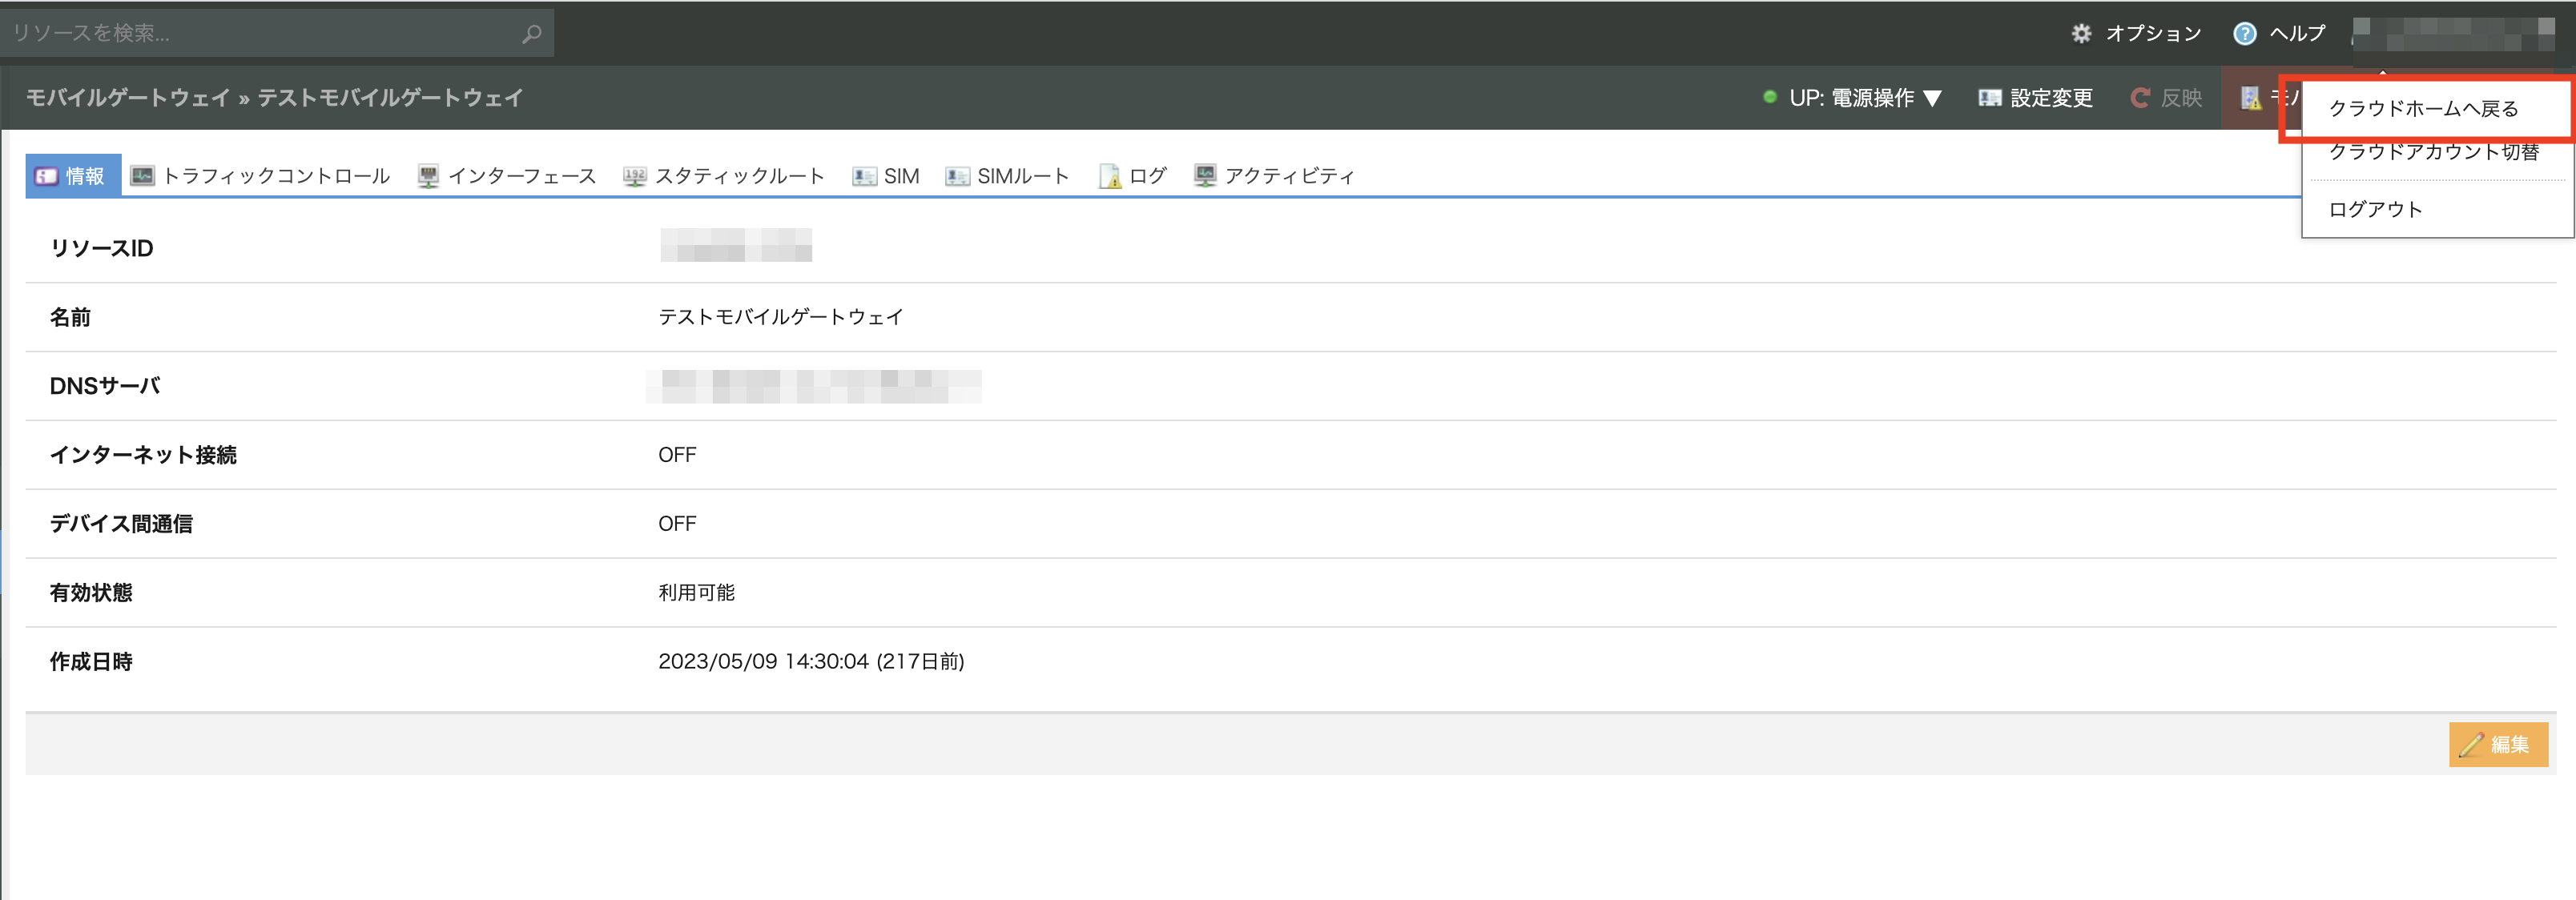 リソースを検索...
オプション
ヘルプ
モバイルゲートウェイ » テストモバイルゲートウェイ
UP: 電源操作 ▼
設定変更
反映
クラウドホームへ戻る
クラウドアカウント切替
ログアウト
情報
トラフィックコントロール
インターフェース
192 スタティックルート
SIM
SIMルート
ログ
アクティビティ
リソースID
名前 テストモバイルゲートウェイ
DNSサーバ
インターネット接続 OFF
デバイス間通信 OFF
有効状態 利用可能
作成日時 2023/05/09 14:30:04 (217日前)
編集